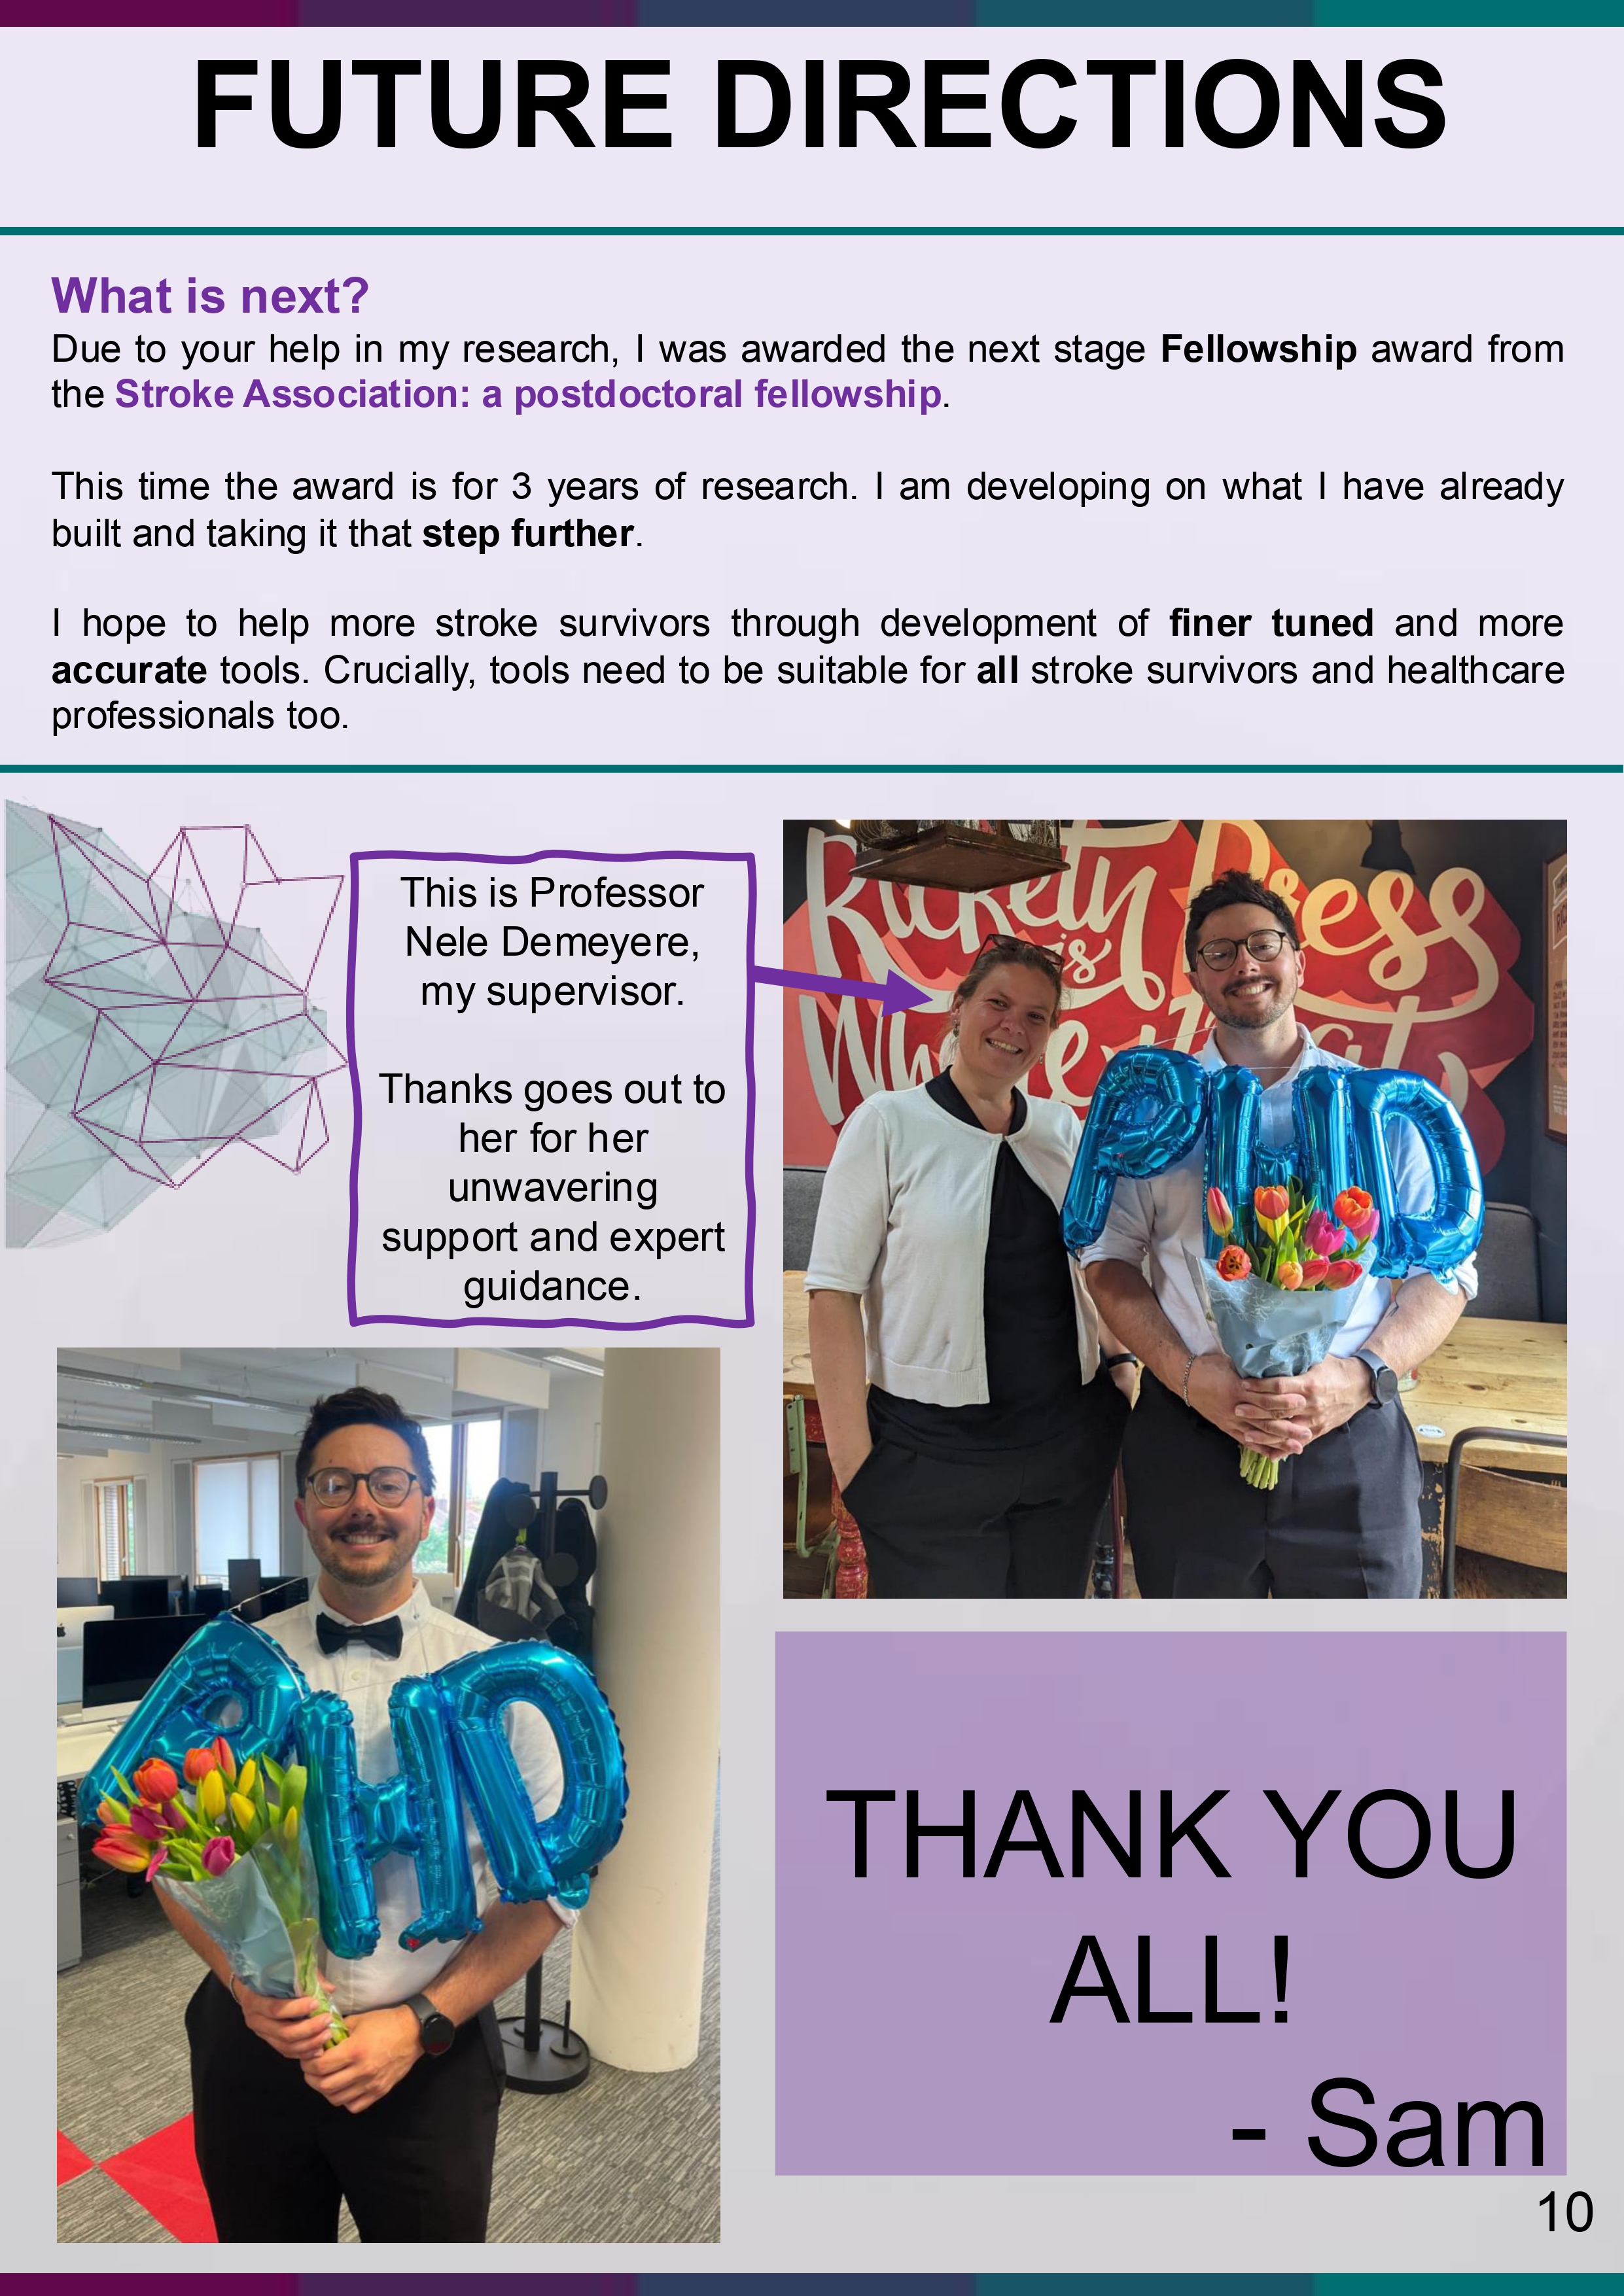 FUTURE DIRECTIONS
What is next?
Due to your help in my research, I was awarded the next stage Fellowship award from
the Stroke Association: a postdoctoral fellowship.
This time the award is for 3 years of research. I am developing on what I have already
built and taking it that step further.
I hope to help more stroke survivors through development of finer tuned and more
accurate tools. Crucially, tools need to be suitable for all stroke survivors and healthcare
professionals too.
This is Professor
Nele Demeyere,
my supervisor.
Thanks goes out to
her for her
unwavering
support and expert
guidance.
Rickety Press
is
PHD
PHD
THANK YOU
ALL!
- Sam
10